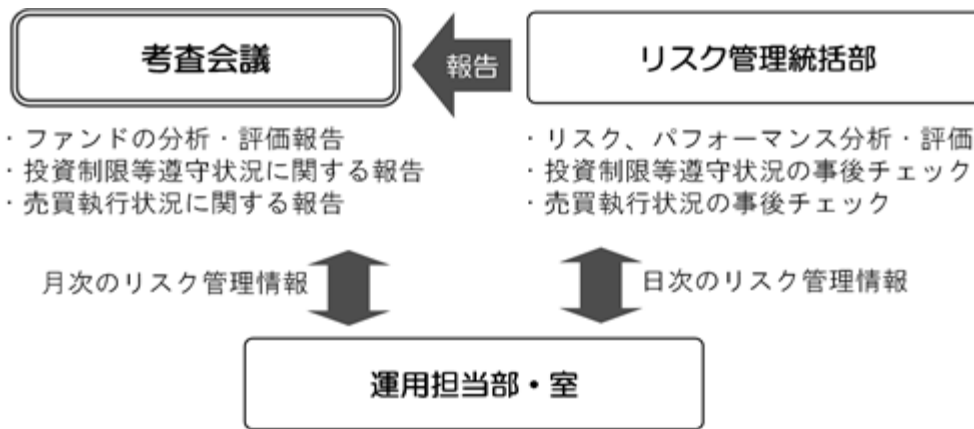 考査会議
報告
リスク管理統括部
・ファンドの分析・評価報告
・投資制限等遵守状況に関する報告
・売買執行状況に関する報告
・リスク、パフォーマンス分析・評価
・投資制限等遵守状況の事後チェック
・売買執行状況の事後チェック
月次のリスク管理情報
日次のリスク管理情報
運用担当部・室